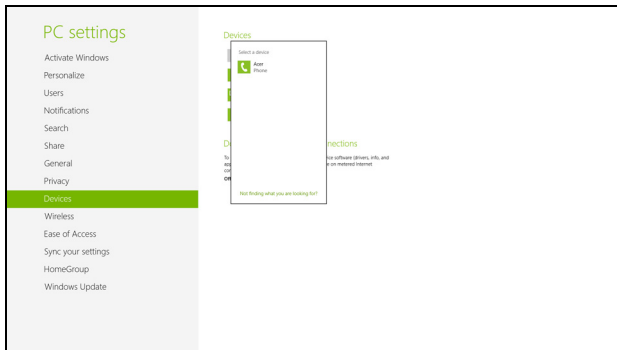 PC settings
Activate Windows
Personalize
Users
Notifications
Search
Share
General
Privacy
Devices
Wireless
Ease of Access
Sync your settings
HomeGroup
Windows Update
Devices
Select a device
Acer
Phone
nections
To
ice software (drivers, info, and
app
e on metered Internet
Not finding what you are looking for?